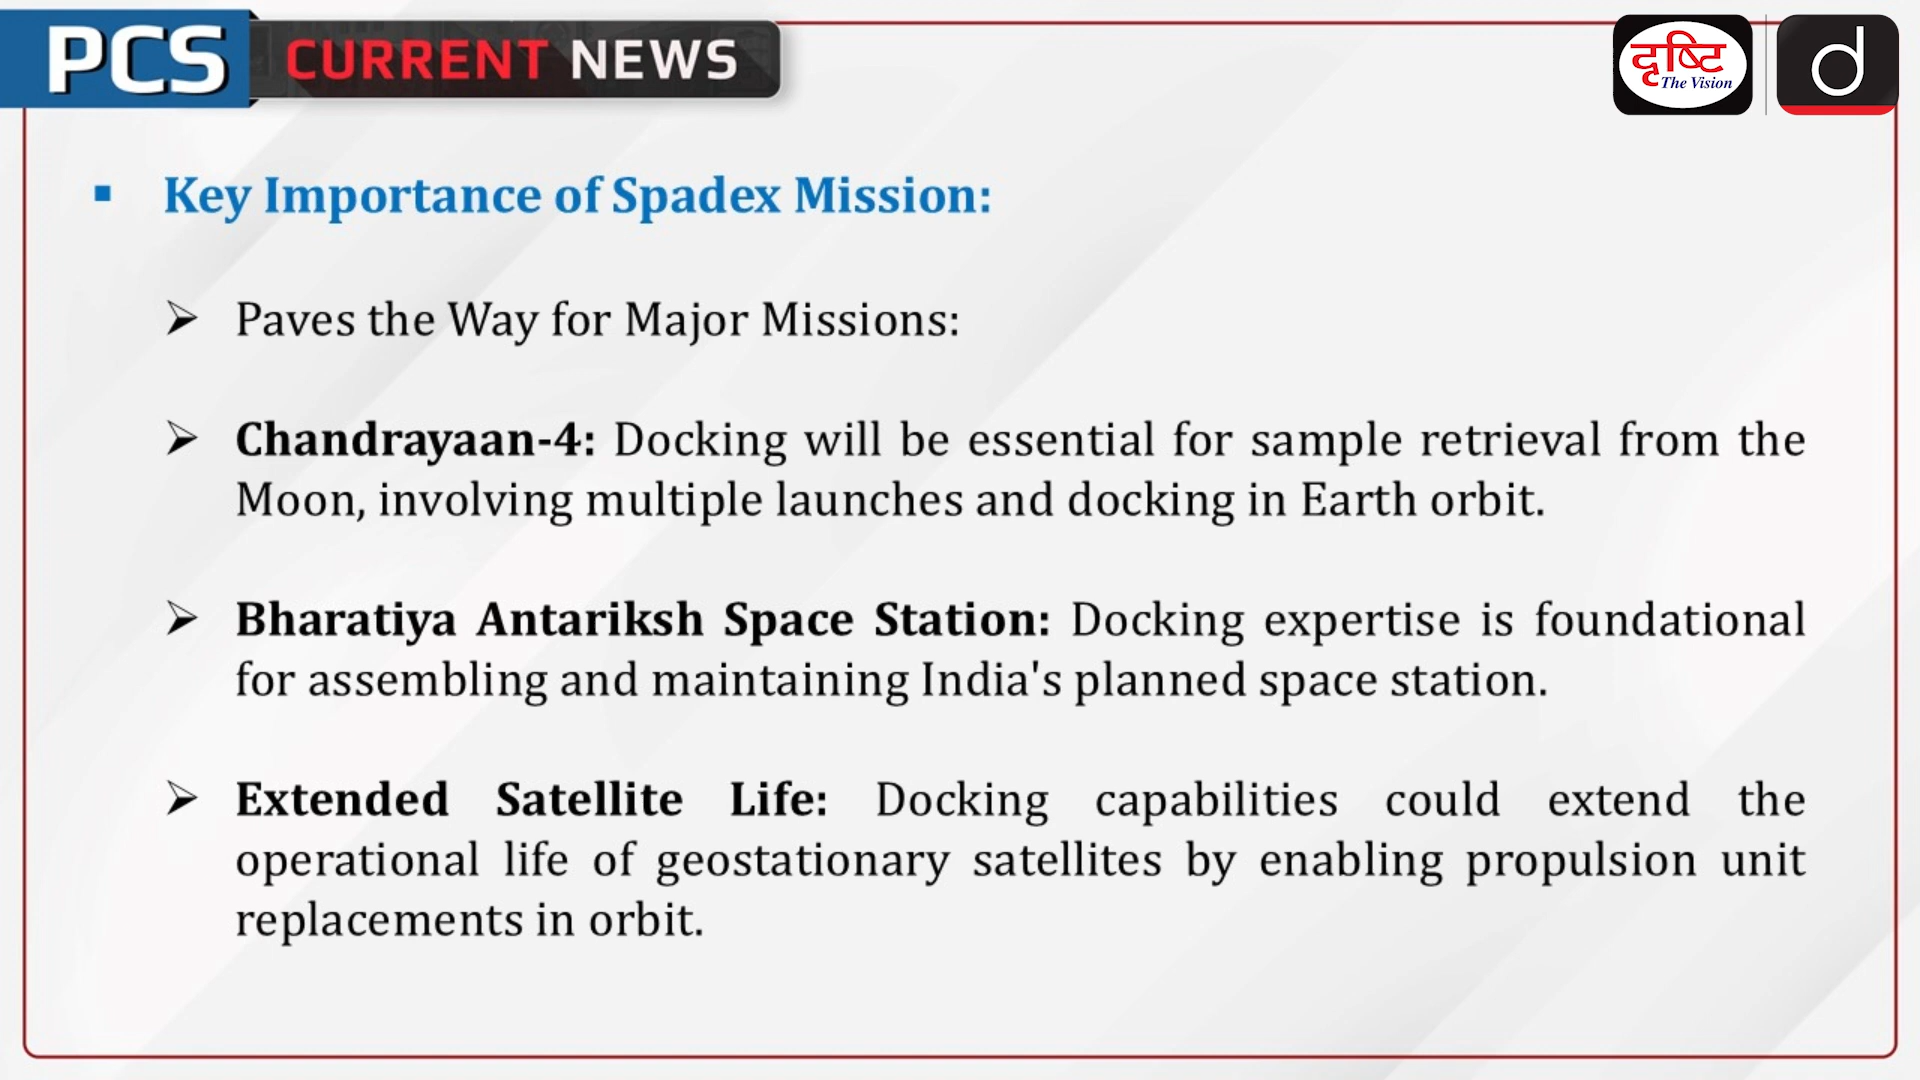 PCS CURRENT NEWS
दृष्टि
The Vision
d
▪ Key Importance of Spadex Mission:
➢ Paves the Way for Major Missions:
➢ Chandrayaan-4: Docking will be essential for sample retrieval from the
Moon, involving multiple launches and docking in Earth orbit.
➢ Bharatiya Antariksh Space Station: Docking expertise is foundational
for assembling and maintaining India's planned space station.
➢ Extended Satellite Life: Docking capabilities could extend the
operational life of geostationary satellites by enabling propulsion unit
replacements in orbit.